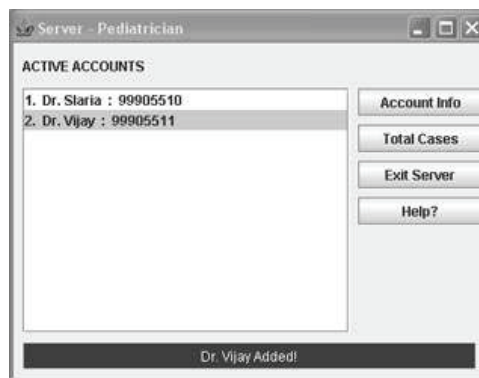 Server - Pediatrician
ACTIVE ACCOUNTS
1. Dr. Slaria : 99905510
2. Dr. Vijay : 99905511
Account Info
Total Cases
Exit Server
Help?
Dr. Vijay Added!